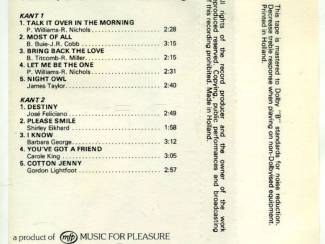 KANT 1
1. TALK IT OVER IN THE MORNING
P. Williams-R. Nichols 2:28
2. MOST OF ALL
B. Buie-J.R. Cobb 3:15
3. BRING BACK THE LOVE
B. Titcomb-R. Miller 2:15
4. LET ME BE THE ONE
P. Williams-R. Nichols 2:31
5. NIGHT OWL
James Taylor 2:40
KANT 2
1. DESTINY
José Feliciano 2:49
2. PLEASE SMILE
Shirley Eikhard 1:58
3. I KNOW
Barbara George 3:12
4. YOU'VE GOT A FRIEND
Carole King 3:05
5. COTTON JENNY
Gordon Lightfoot 2:57
a product of mfp MUSIC FOR PLEASURE
All rights of the record producer and the owner of the work
reproduced reserved. Copying, public performances and broadcasting
of this recording prohibited. Made in Holland.
This tape is mastered to Dolby "B" standards for noise reduction.
Decrease treble response when playing on non-Dolbyised equipment.
Printed in Holland.